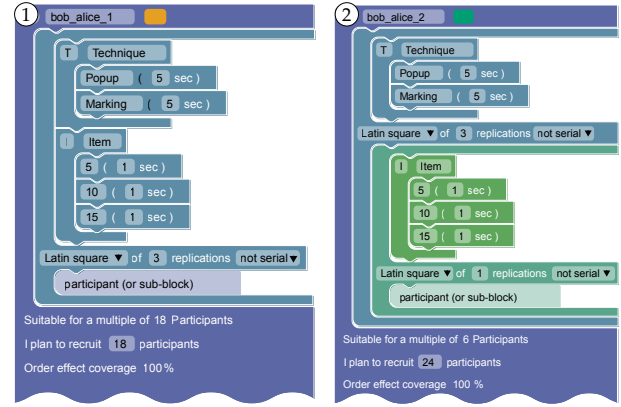 1
bob_alice_1
T Technique
Popup ( 5 sec )
Marking ( 5 sec )
I Item
5 ( 1 sec )
10 ( 1 sec )
15 ( 1 sec )
Latin square ▼ of 3 replications not serial ▼
participant (or sub-block)
Suitable for a multiple of 18 Participants
I plan to recruit 18 participants
Order effect coverage 100 %
2
bob_alice_2
T Technique
Popup ( 5 sec )
Marking ( 5 sec )
Latin square ▼ of 3 replications not serial ▼
I Item
5 ( 1 sec )
10 ( 1 sec )
15 ( 1 sec )
Latin square ▼ of 1 replications not serial ▼
participant (or sub-block)
Suitable for a multiple of 6 Participants
I plan to recruit 24 participants
Order effect coverage 100 %